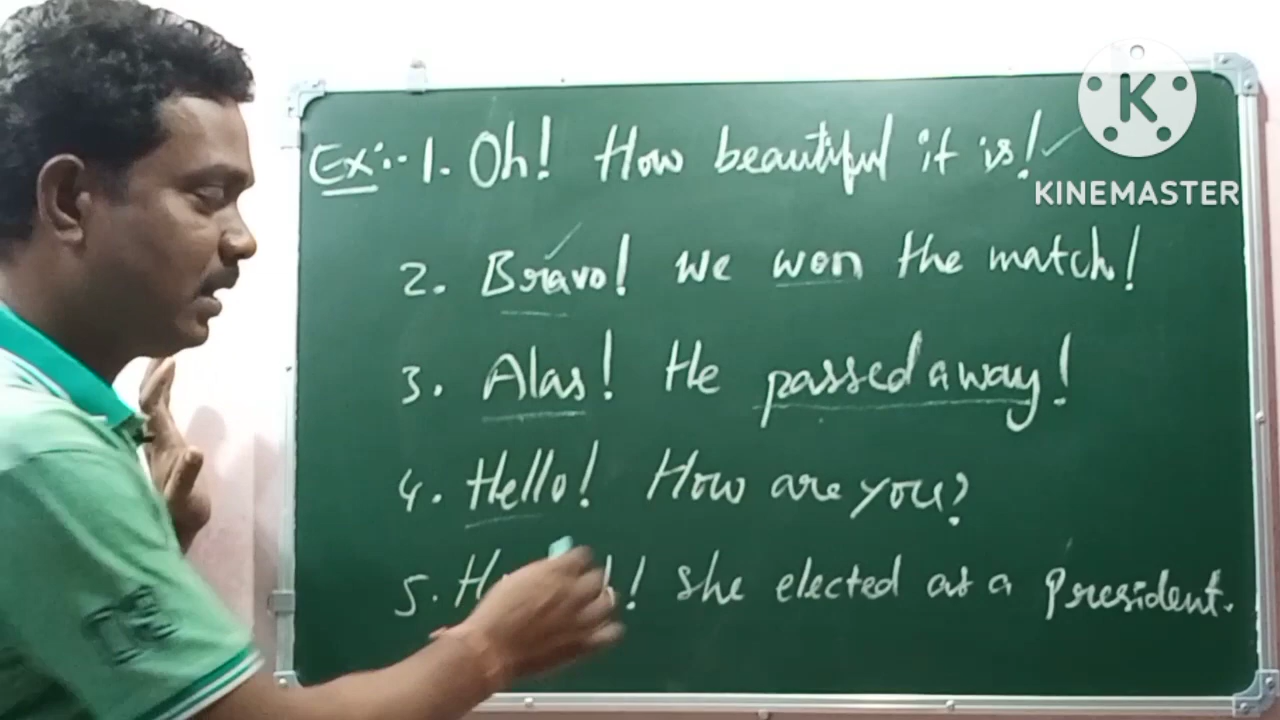 Ex:- 1. Oh! How beautiful it is!
K
KINEMASTER
2. Bravo! We won the match!
3. Alas! He passed away!
4. Hello! How are you?
5. She elected as a President.